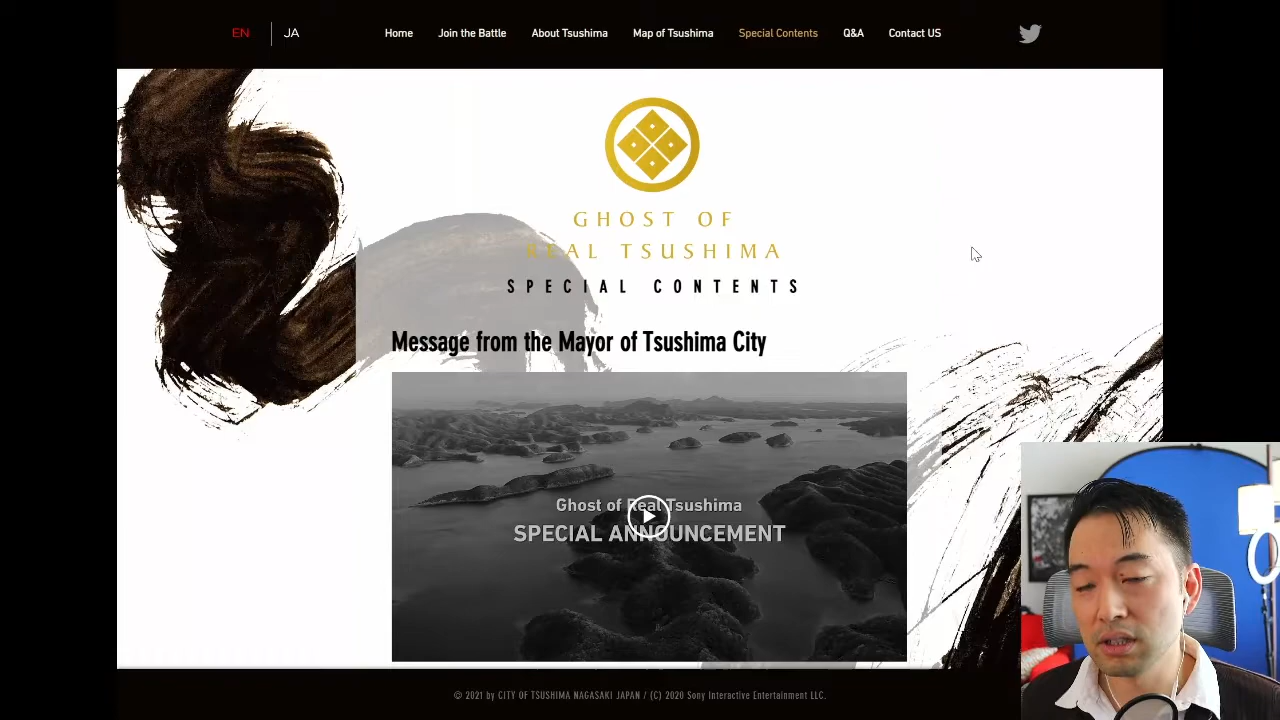 EN
JA
Home
Join the Battle
About Tsushima
Map of Tsushima
Special Contents
Q&A
Contact US
GHOST OF
REAL TSUSHIMA
SPECIAL CONTENTS
Message from the Mayor of Tsushima City
Ghost of Real Tsushima
SPECIAL ANNOUNCEMENT
© 2021 by CITY OF TSUSHIMA NAGASAKI JAPAN / (C) 2020 Sony Interactive Entertainment LLC.